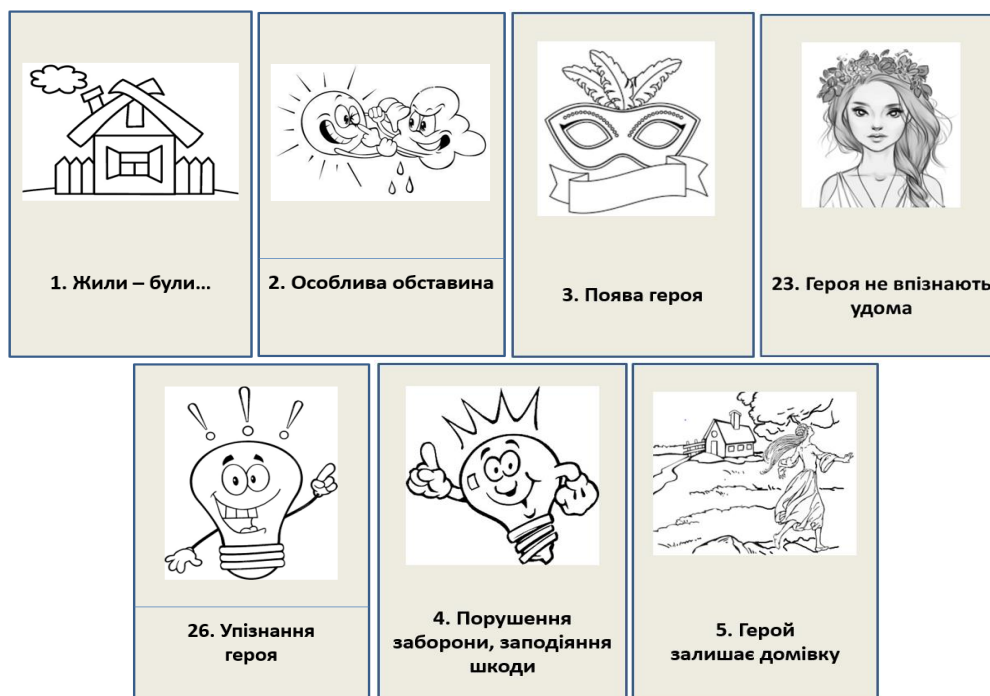 1. Жили – були...
2. Особлива обставина
3. Поява героя
23. Героя не впізнають
удома
26. Упізнання
героя
4. Порушення
заборони, заподіяння
шкоди
5. Герой
залишає домівку